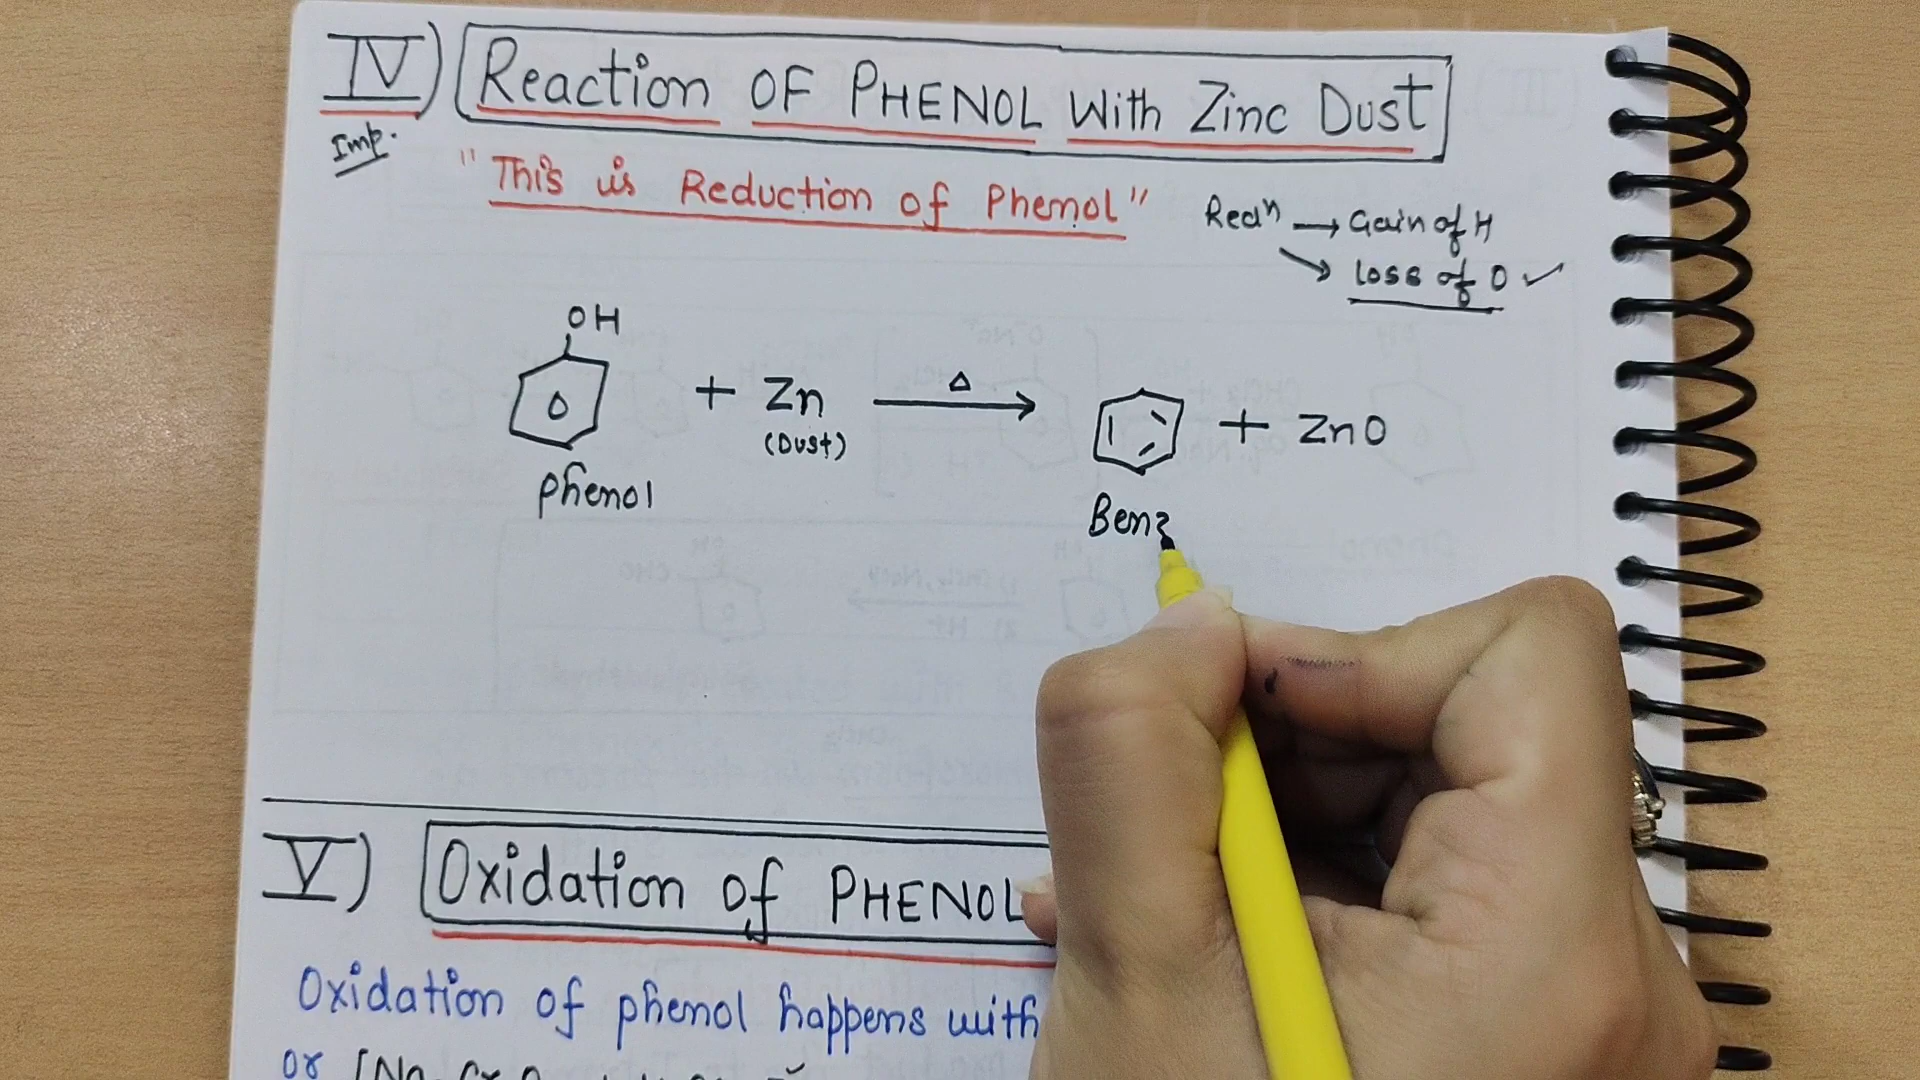 IV) Reaction OF PHENOL With Zinc Dust
Imp.
"This is Reduction of Phenol"
Redⁿ → Gain of H
→ Loss of O ✓
OH
+ Zn
Δ
+ ZnO
(Dust)
phenol
Benz
V) Oxidation of PHENOL
Oxidation of phenol happens with
or